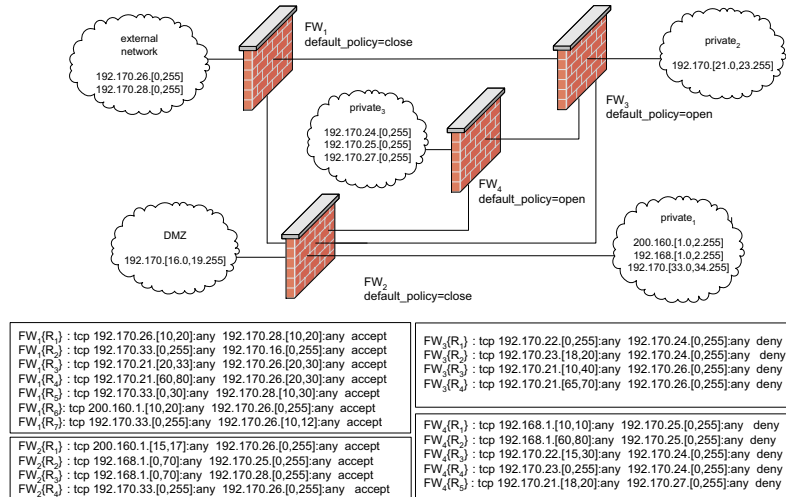 external
network
192.170.26.[0,255]
192.170.28.[0,255]
FW1
default_policy=close
private2
192.170.[21.0,23.255]
FW3
default_policy=open
private3
192.170.24.[0,255]
192.170.25.[0,255]
192.170.27.[0,255]
FW4
default_policy=open
DMZ
192.170.[16.0,19.255]
FW2
default_policy=close
private1
200.160.[1.0,2.255]
192.168.[1.0,2.255]
192.170.[33.0,34.255]
FW1{R1} : tcp 192.170.26.[10,20]:any 192.170.28.[10,20]:any accept
FW1{R2} : tcp 192.170.33.[0,255]:any 192.170.16.[0,255]:any accept
FW1{R3} : tcp 192.170.21.[20,33]:any 192.170.26.[20,30]:any accept
FW1{R4} : tcp 192.170.21.[60,80]:any 192.170.26.[20,30]:any accept
FW1{R5} : tcp 192.170.33.[0,30]:any 192.170.28.[10,30]:any accept
FW1{R6}: tcp 200.160.1.[10,20]:any 192.170.26.[0,255]:any accept
FW1{R7}: tcp 192.170.33.[0,255]:any 192.170.26.[10,12]:any accept
FW2{R1} : tcp 200.160.1.[15,17]:any 192.170.26.[0,255]:any accept
FW2{R2} : tcp 192.168.1.[0,70]:any 192.170.25.[0,255]:any accept
FW2{R3} : tcp 192.168.1.[0,70]:any 192.170.28.[0,255]:any accept
FW2{R4} : tcp 192.170.33.[0,255]:any 192.170.26.[0,255]:any accept
FW3{R1} : tcp 192.170.22.[0,255]:any 192.170.24.[0,255]:any deny
FW3{R2} : tcp 192.170.23.[18,20]:any 192.170.24.[0,255]:any deny
FW3{R3} : tcp 192.170.21.[10,40]:any 192.170.26.[0,255]:any deny
FW3{R4} : tcp 192.170.21.[65,70]:any 192.170.26.[0,255]:any deny
FW4{R1} : tcp 192.168.1.[10,10]:any 192.170.25.[0,255]:any deny
FW4{R2} : tcp 192.168.1.[60,80]:any 192.170.25.[0,255]:any deny
FW4{R3} : tcp 192.170.22.[15,30]:any 192.170.24.[0,255]:any deny
FW4{R4} : tcp 192.170.23.[0,255]:any 192.170.24.[0,255]:any deny
FW4{R5} : tcp 192.170.21.[18,20]:any 192.170.27.[0,255]:any deny